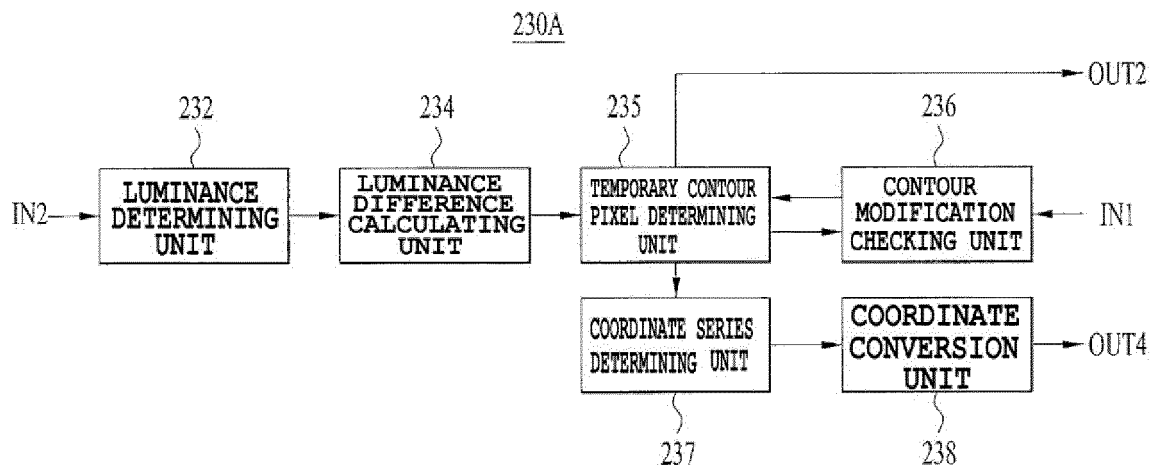 230A
OUT2
232
234
235
236
IN2
LUMINANCE
DETERMINING
UNIT
LUMINANCE
DIFFERENCE
CALCULATING
UNIT
TEMPORARY CONTOUR
PIXEL DETERMINING
UNIT
CONTOUR
MODIFICATION
CHECKING UNIT
IN1
COORDINATE SERIES
DETERMINING UNIT
COORDINATE
CONVERSION
UNIT
OUT4
237
238